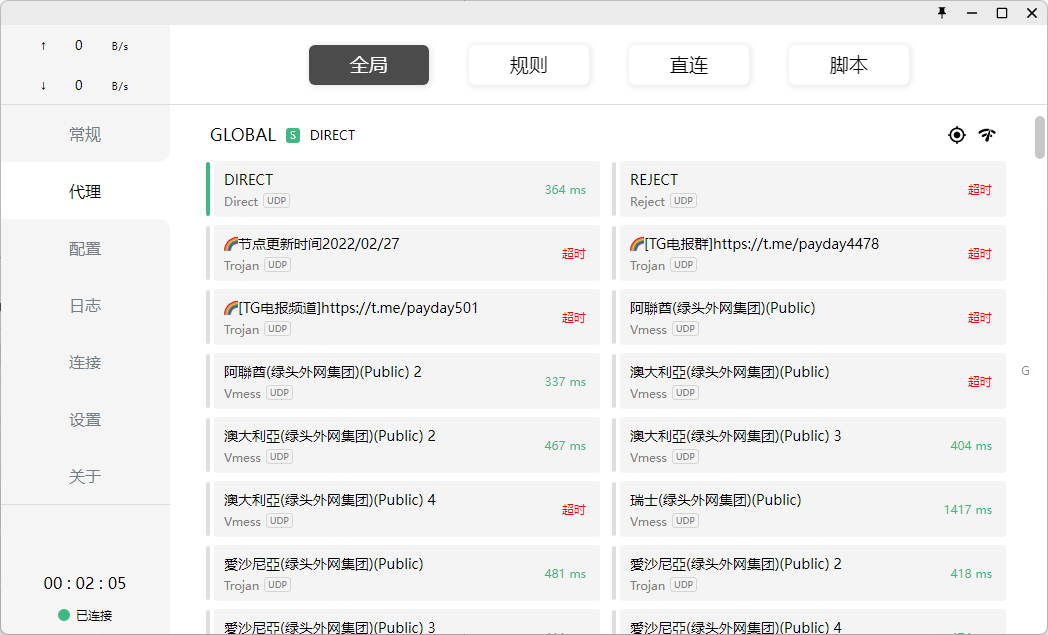 ↑ 0 B/s
↓ 0 B/s
常规
代理
配置
日志
连接
设置
关于
00 : 02 : 05
已连接
全局 规则 直连 脚本
GLOBAL S DIRECT
DIRECT
Direct UDP
364 ms
REJECT
Reject UDP
超时
🌈节点更新时间2022/02/27
Trojan UDP
超时
🌈[TG电报群]https://t.me/payday4478
Trojan UDP
超时
🌈[TG电报频道]https://t.me/payday501
Trojan UDP
超时
阿聯酋(绿头外网集团)(Public)
Vmess UDP
超时
阿聯酋(绿头外网集团)(Public) 2
Vmess UDP
337 ms
澳大利亞(绿头外网集团)(Public)
Vmess UDP
超时
澳大利亞(绿头外网集团)(Public) 2
Vmess UDP
467 ms
澳大利亞(绿头外网集团)(Public) 3
Vmess UDP
404 ms
澳大利亞(绿头外网集团)(Public) 4
Vmess UDP
超时
瑞士(绿头外网集团)(Public)
Vmess UDP
1417 ms
愛沙尼亞(绿头外网集团)(Public)
Trojan UDP
481 ms
愛沙尼亞(绿头外网集团)(Public) 2
Trojan UDP
418 ms
愛沙尼亞(绿头外网集团)(Public) 3
愛沙尼亞(绿头外网集团)(Public) 4
G